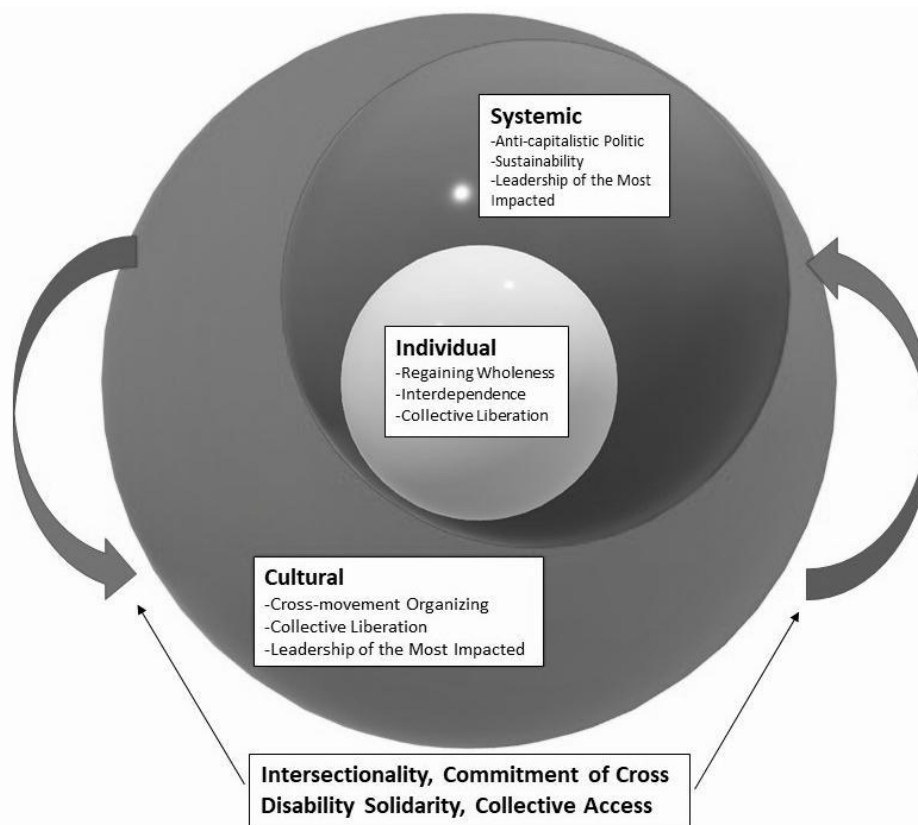 Systemic
-Anti-capitalistic Politic
-Sustainability
-Leadership of the Most
Impacted
Individual
-Regaining Wholeness
-Interdependence
-Collective Liberation
Cultural
-Cross-movement Organizing
-Collective Liberation
-Leadership of the Most Impacted
Intersectionality, Commitment of Cross
Disability Solidarity, Collective Access